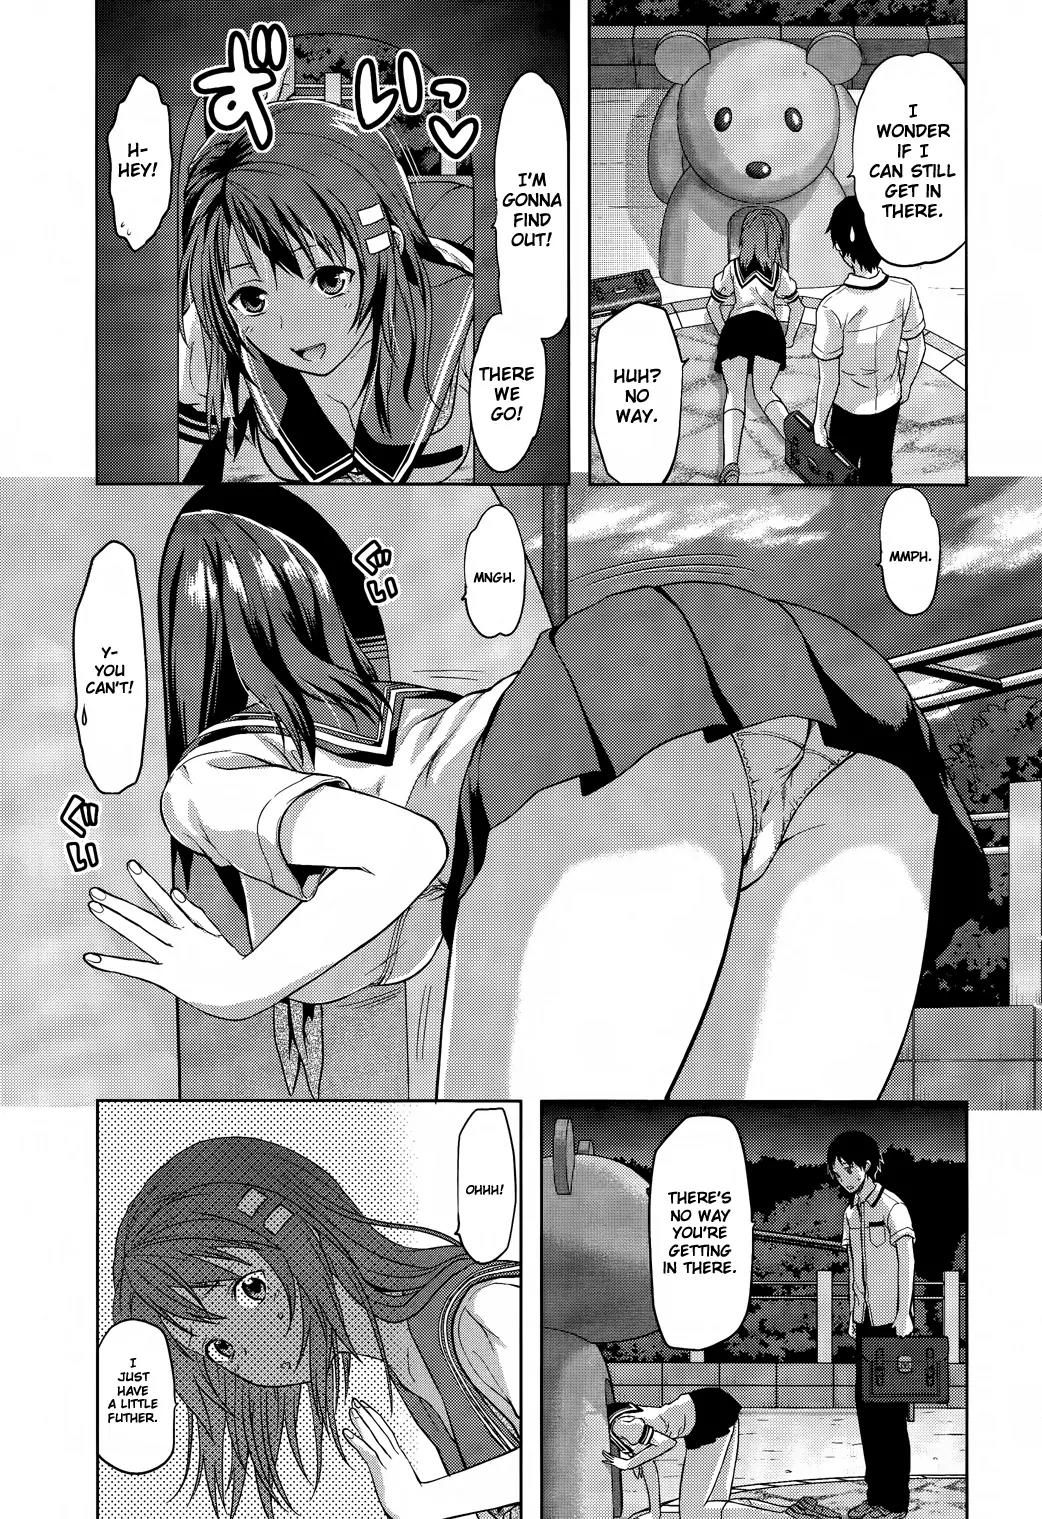 I
WONDER
IF I
CAN STILL
GET IN
THERE.
HUH?
NO
WAY.
I'M
GONNA
FIND
OUT!
THERE
WE
GO!
ずいっ♡
H-
HEY!
MMPH.
MNGH.
ぐい
Y-
YOU
CAN'T!
ぐい
THERE'S
NO WAY
YOU'RE
GETTING
IN THERE.
OHHH!
I
JUST
HAVE
A LITTLE
FUTHER.